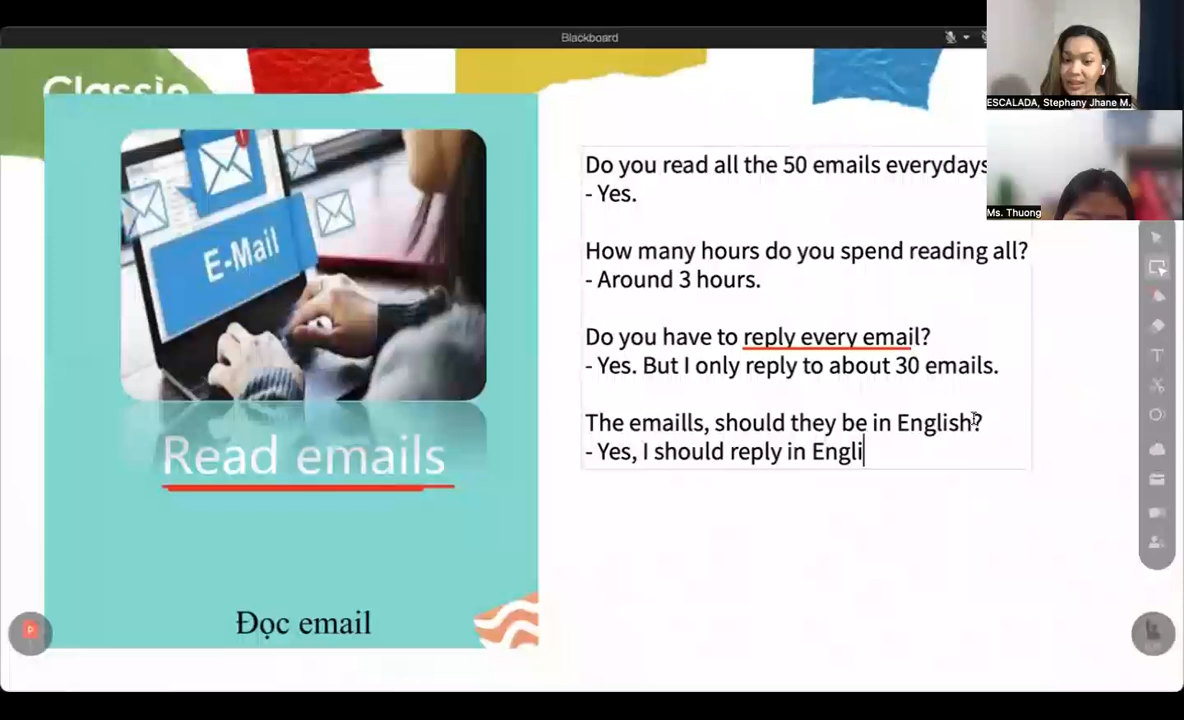 Blackboard
Classic
E-Mail
Read emails
Đọc email
Do you read all the 50 emails everydays
- Yes.
How many hours do you spend reading all?
- Around 3 hours.
Do you have to reply every email?
- Yes. But I only reply to about 30 emails.
The emaills, should they be in English?
- Yes, I should reply in Engli
ESCALADA, Stephany Jhane M.
Ms. Thuong